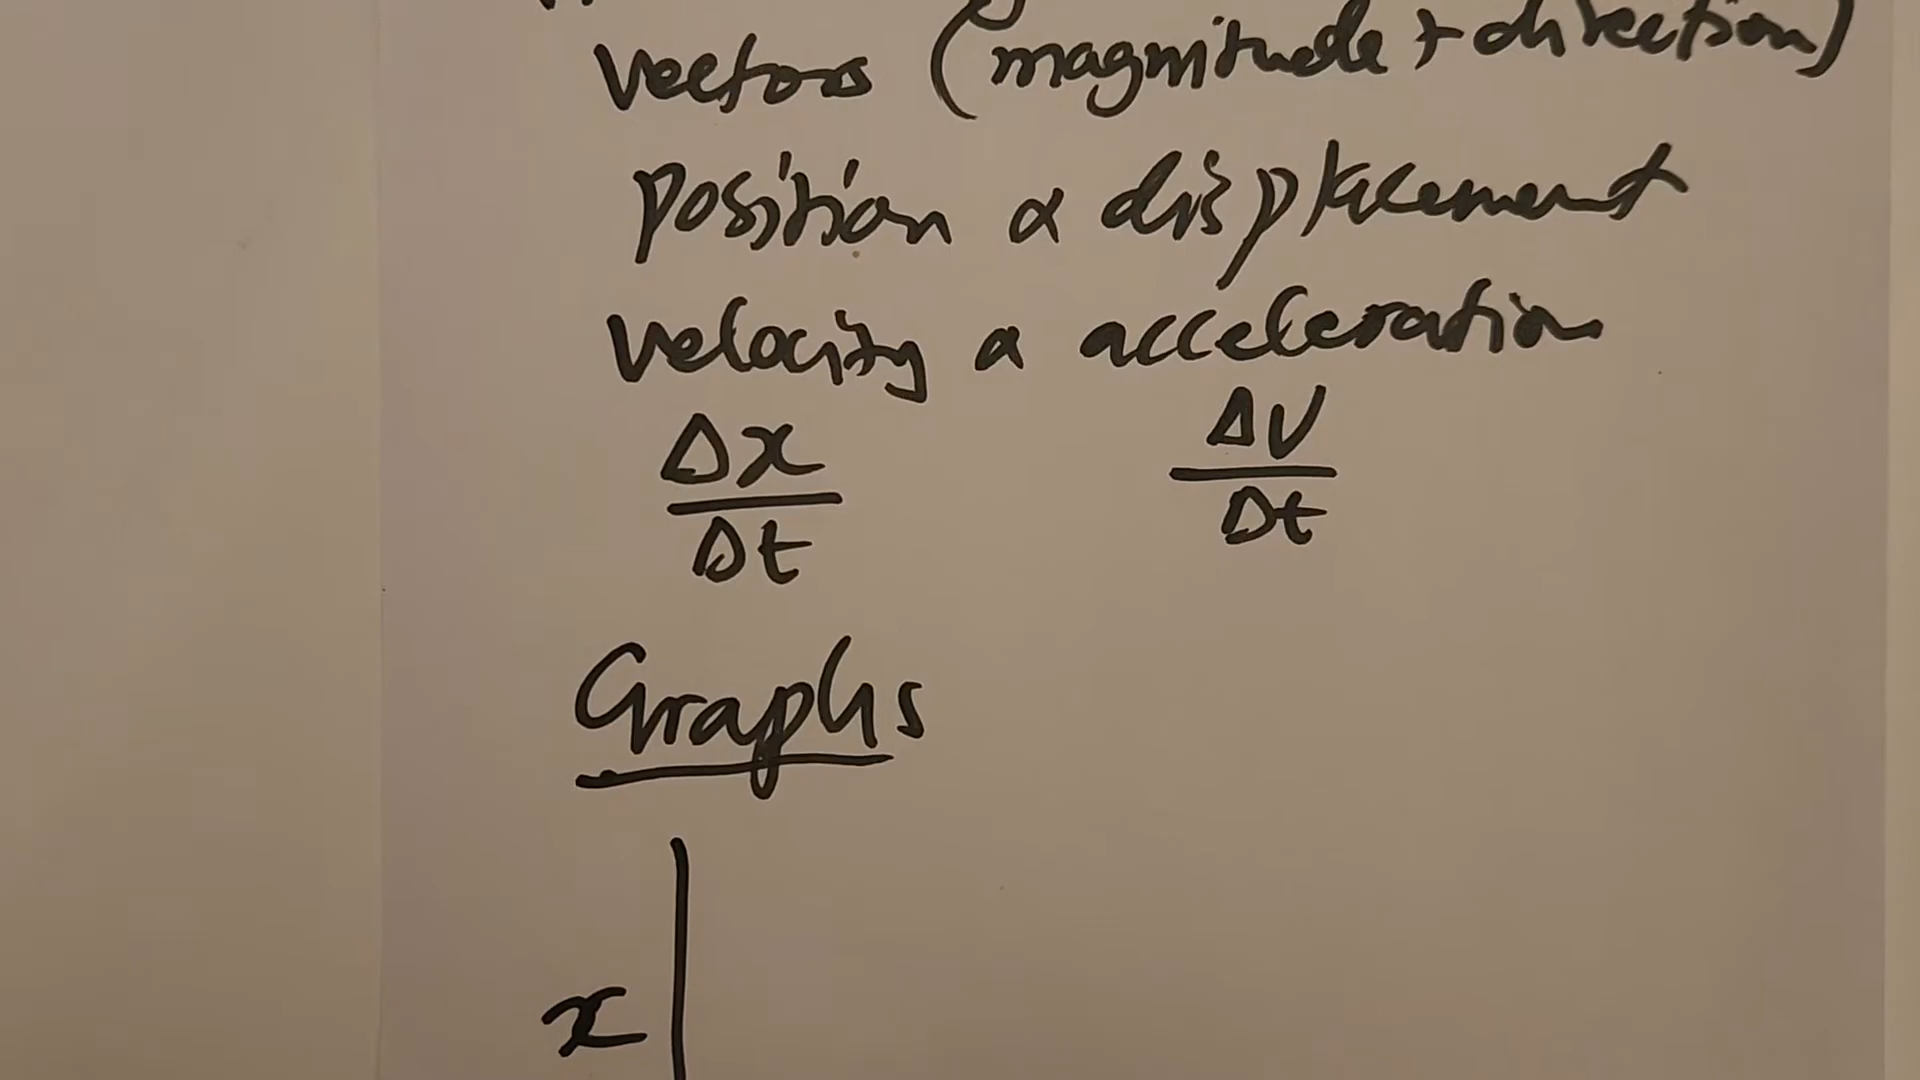 vectors (magnitude + direction)
position & displacement
velocity & acceleration
Δx/Δt ΔV/Δt
Graphs
x